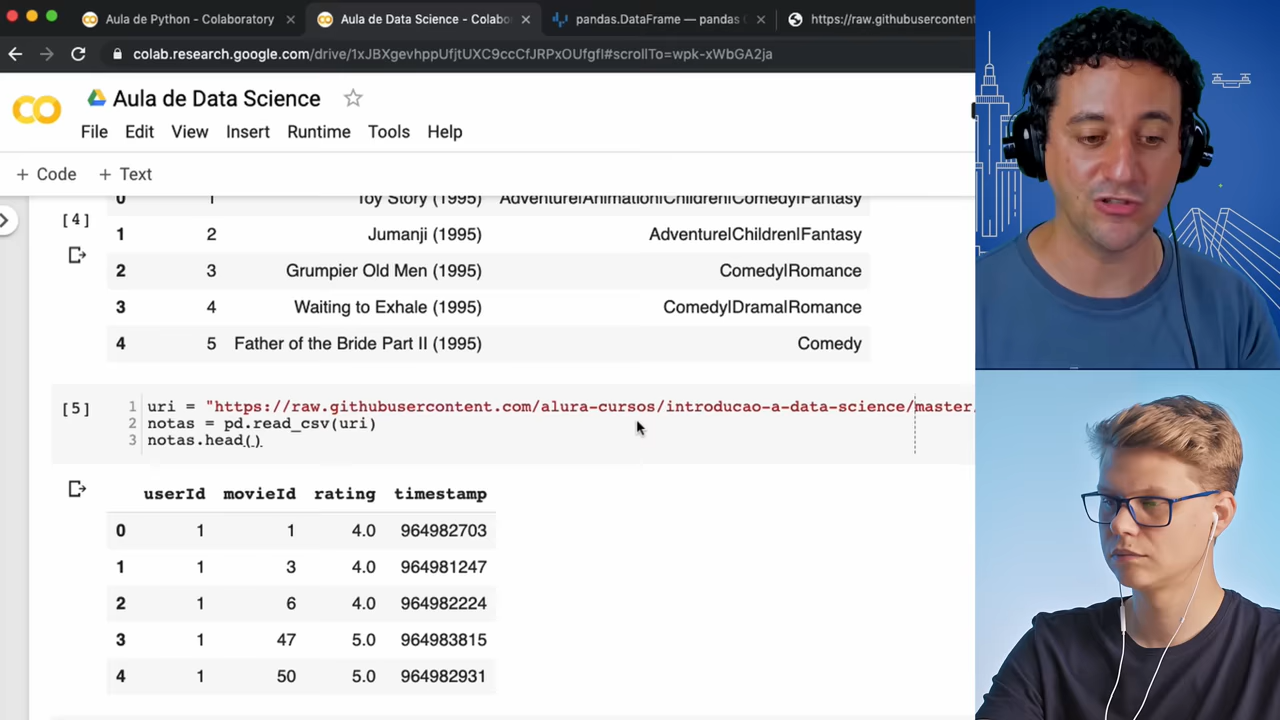 Aula de Python - Colaboratory
Aula de Data Science - Colabo
pandas.DataFrame — pandas
https://raw.githubusercontent
colab.research.google.com/drive/1xJBXgevhppUfjtUXC9ccCfJRPxOUfgfI#scrollTo=wpk-xWbGA2ja
CO
Aula de Data Science
File Edit View Insert Runtime Tools Help
+ Code + Text
[4]
0 1 Toy Story (1995) Adventure|Animation|Children|Comedy|Fantasy
1 2 Jumanji (1995) Adventure|Children|Fantasy
2 3 Grumpier Old Men (1995) Comedy|Romance
3 4 Waiting to Exhale (1995) Comedy|Drama|Romance
4 5 Father of the Bride Part II (1995) Comedy
[5]
1 uri = "https://raw.githubusercontent.com/alura-cursos/introducao-a-data-science/master
2 notas = pd.read_csv(uri)
3 notas.head()
userId movieId rating timestamp
0 1 1 4.0 964982703
1 1 3 4.0 964981247
2 1 6 4.0 964982224
3 1 47 5.0 964983815
4 1 50 5.0 964982931